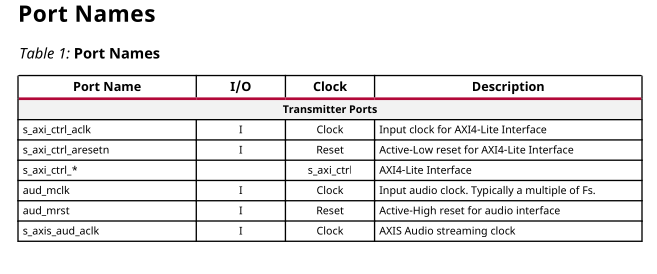 Port Names
Table 1: Port Names
Port Name I/O Clock Description
Transmitter Ports
s_axi_ctrl_aclk I Clock Input clock for AXI4-Lite Interface
s_axi_ctrl_aresetn I Reset Active-Low reset for AXI4-Lite Interface
s_axi_ctrl_* s_axi_ctrl AXI4-Lite Interface
aud_mclk I Clock Input audio clock. Typically a multiple of Fs.
aud_mrst I Reset Active-High reset for audio interface
s_axis_aud_aclk I Clock AXIS Audio streaming clock